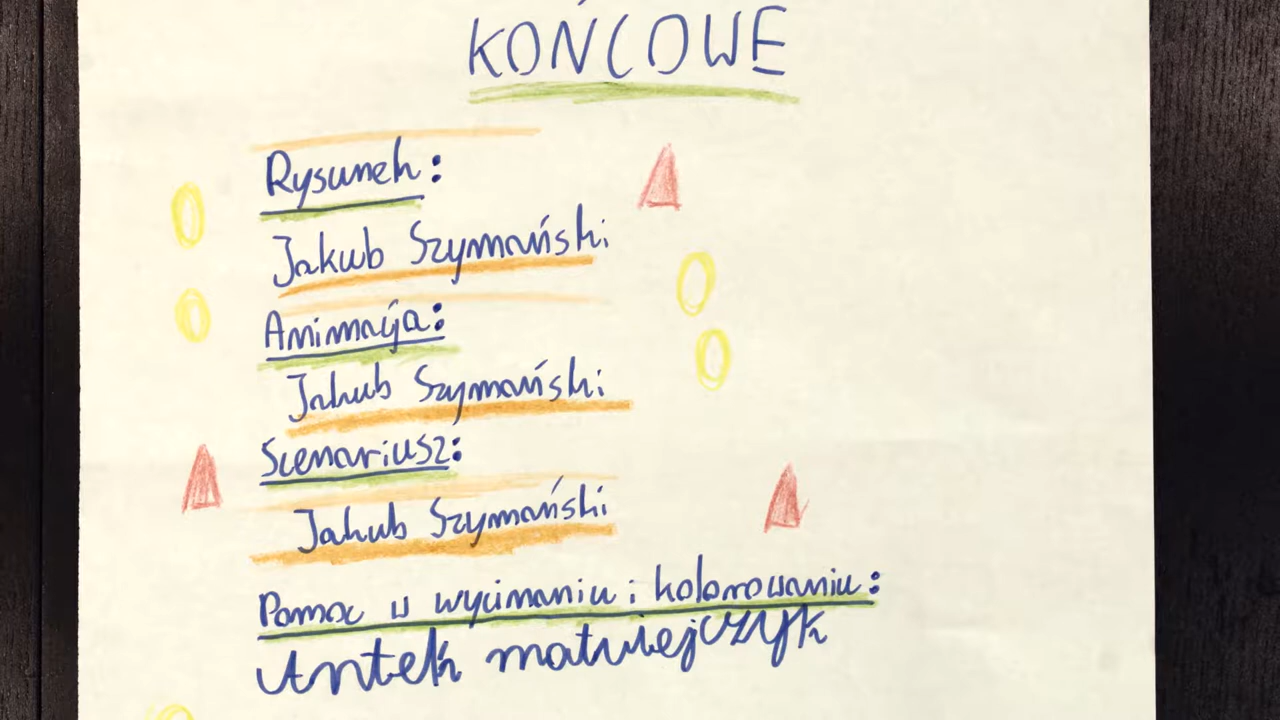 KOŃCOWE
Rysunek:
Jakub Szymański
Animacja:
Jakub Szymański
Scenariusz:
Jakub Szymański
Pomoc w wycinaniu i kolorowaniu:
Antek matwiejczyk